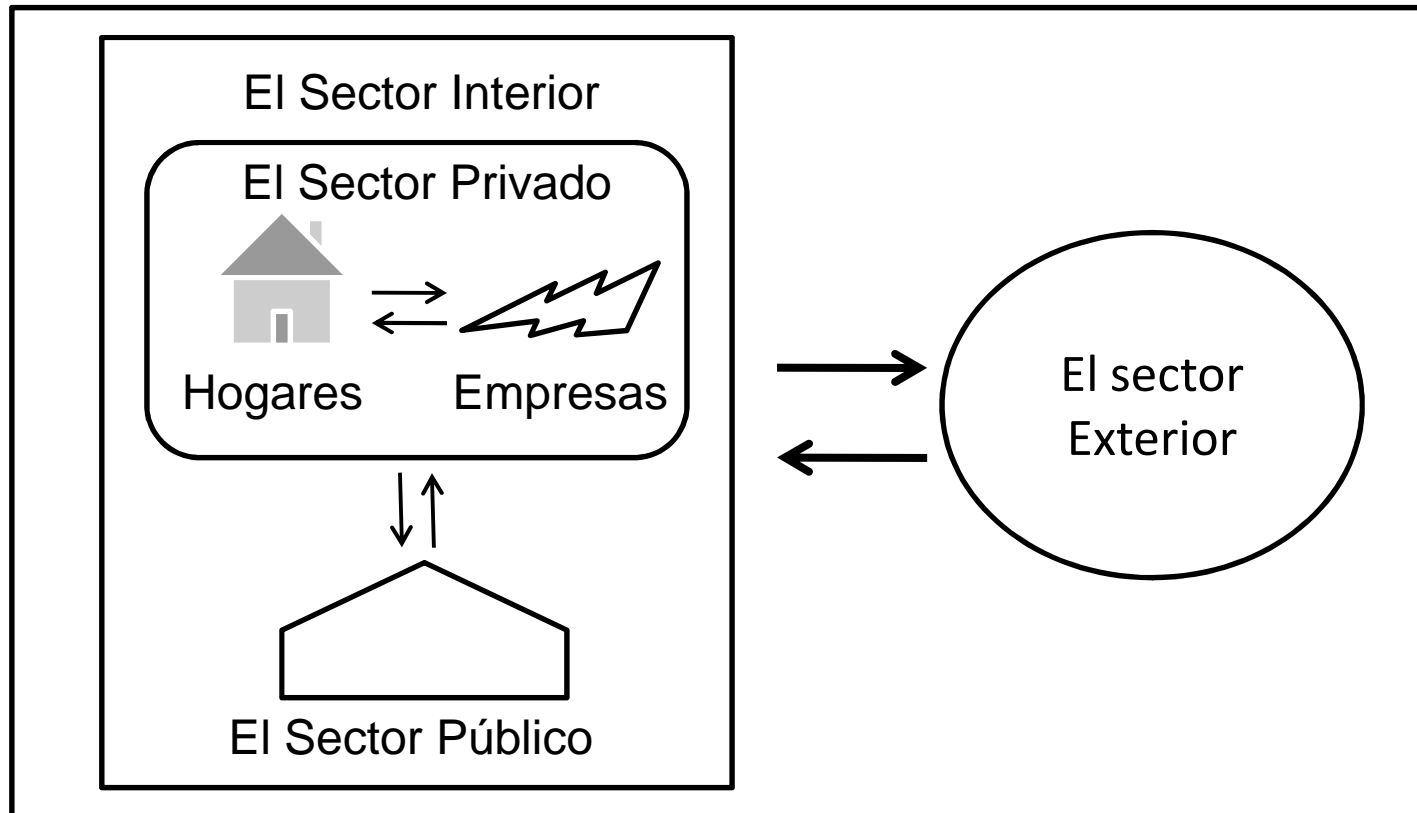 El Sector Interior
El Sector Privado
Hogares
Empresas
El Sector Público
El sector
Exterior